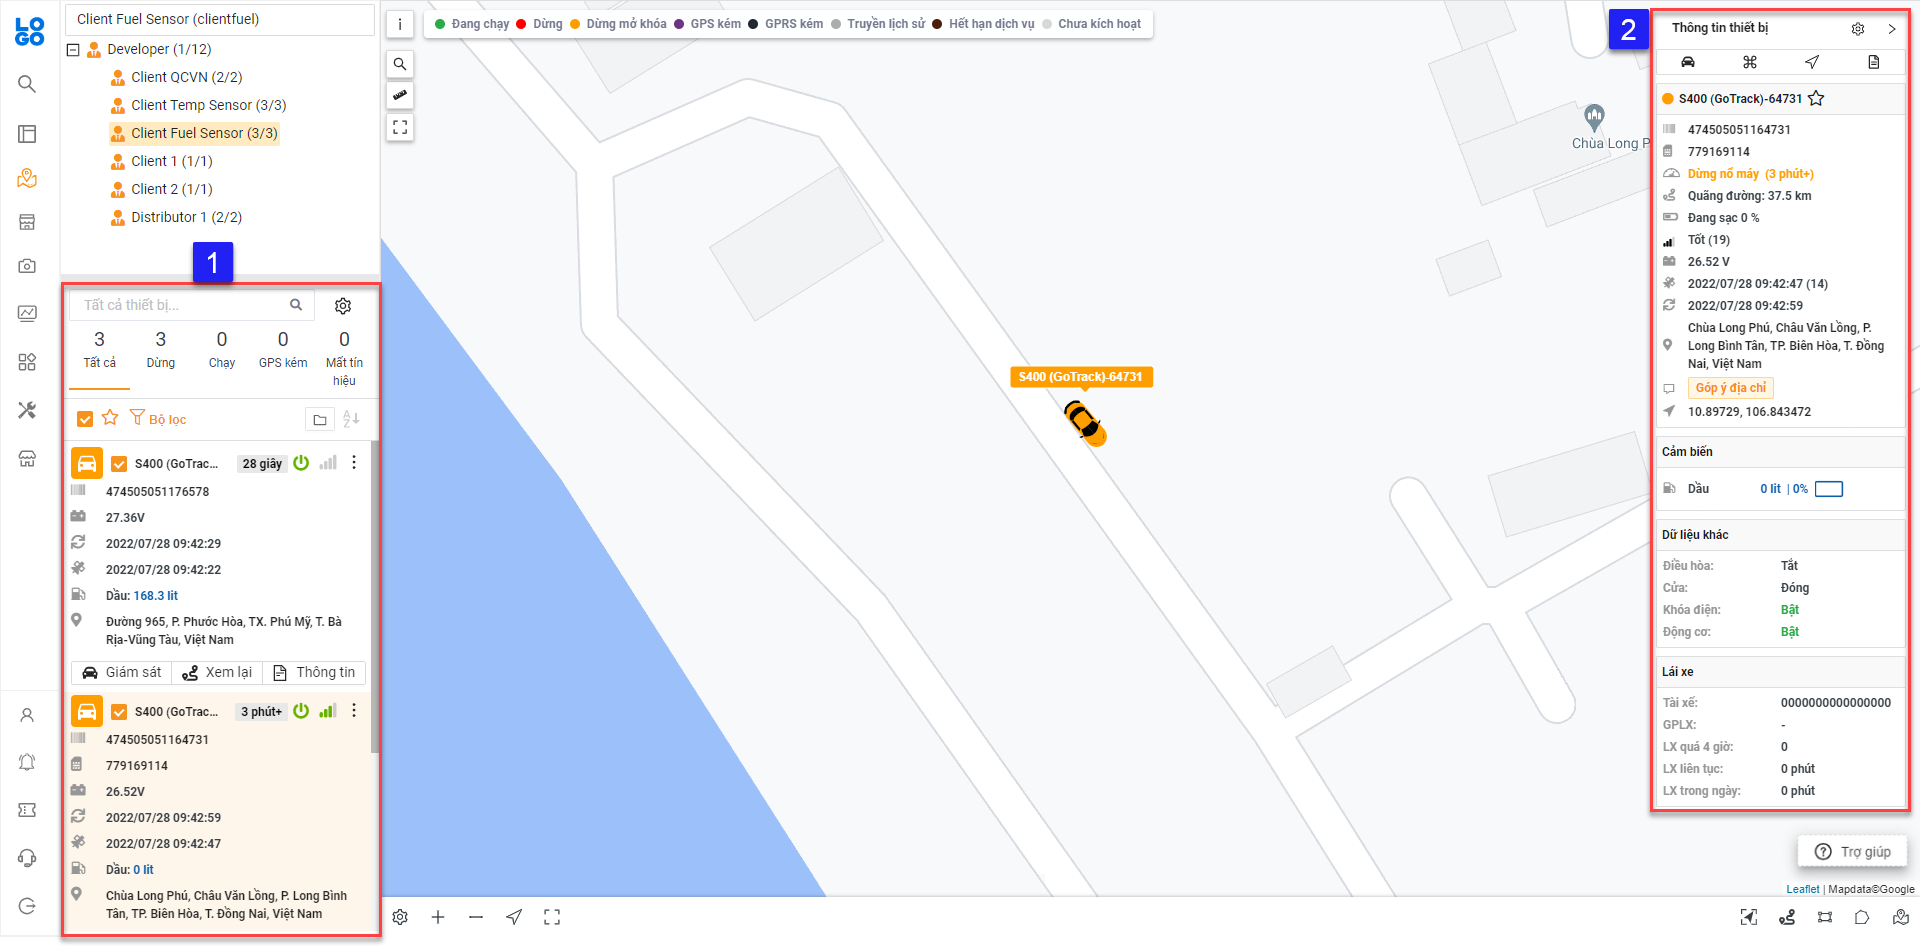 LO
GO
Client Fuel Sensor (clientfuel)
Developer (1/12)
Client QCVN (2/2)
Client Temp Sensor (3/3)
Client Fuel Sensor (3/3)
Client 1 (1/1)
Client 2 (1/1)
Distributor 1 (2/2)
1
Tất cả thiết bị...
3 3 0 0 0
Tất cả Dừng Chạy GPS kém Mất tín
hiệu
Bộ lọc
S400 (GoTrac... 28 giây
474505051176578
27.36V
2022/07/28 09:42:29
2022/07/28 09:42:22
Dầu: 168.3 lit
Đường 965, P. Phước Hòa, TX. Phú Mỹ, T. Bà
Rịa-Vũng Tàu, Việt Nam
Giám sát Xem lại Thông tin
S400 (GoTrac... 3 phút+
474505051164731
779169114
26.52V
2022/07/28 09:42:59
2022/07/28 09:42:47
Dầu: 0 lit
Chùa Long Phú, Châu Văn Lồng, P. Long Bình
Tân, TP. Biên Hòa, T. Đồng Nai, Việt Nam
i
Đang chạy Dừng Dừng mở khóa GPS kém GPRS kém Truyền lịch sử Hết hạn dịch vụ Chưa kích hoạt
Chùa Long P
S400 (GoTrack)-64731
2
Thông tin thiết bị
S400 (GoTrack)-64731
474505051164731
779169114
Dừng nổ máy (3 phút+)
Quãng đường: 37.5 km
Đang sạc 0 %
Tốt (19)
26.52 V
2022/07/28 09:42:47 (14)
2022/07/28 09:42:59
Chùa Long Phú, Châu Văn Lồng, P.
Long Bình Tân, TP. Biên Hòa, T. Đồng
Nai, Việt Nam
Góp ý địa chỉ
10.89729, 106.843472
Cảm biến
Dầu 0 lit | 0%
Dữ liệu khác
Điều hòa: Tắt
Cửa: Đóng
Khóa điện: Bật
Động cơ: Bật
Lái xe
Tài xế: 0000000000000000
GPLX: -
LX quá 4 giờ: 0
LX liên tục: 0 phút
LX trong ngày: 0 phút
Trợ giúp
Leaflet | Mapdata©Google